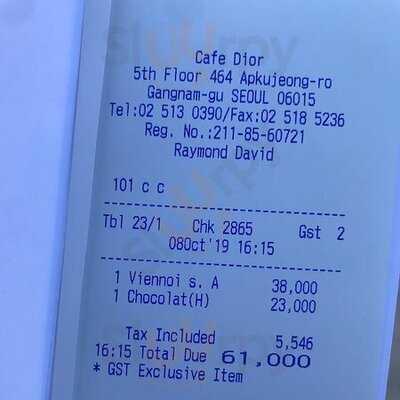 Cafe Dior
5th Floor 464 Apkujeong-ro
Gangnam-gu SEOUL 06015
Tel:02 513 0390/Fax:02 518 5236
Reg. No.:211-85-60721
Raymond David
101 c c
Tbl 23/1 Chk 2865 Gst 2
08Oct'19 16:15
1 Viennoi s. A 38,000
1 Chocolat(H) 23,000
Tax Included 5,546
16:15 Total Due 61,000
* GST Exclusive Item